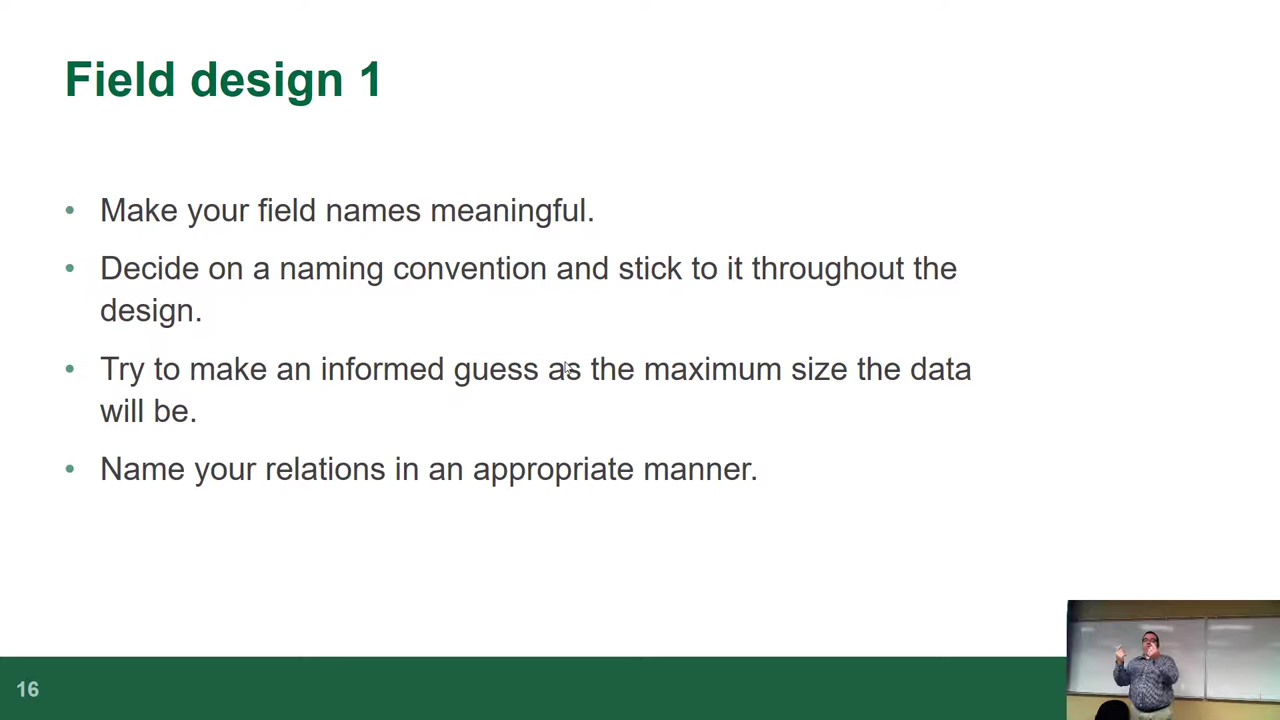 Field design 1
• Make your field names meaningful.
• Decide on a naming convention and stick to it throughout the
design.
• Try to make an informed guess as the maximum size the data
will be.
• Name your relations in an appropriate manner.
16